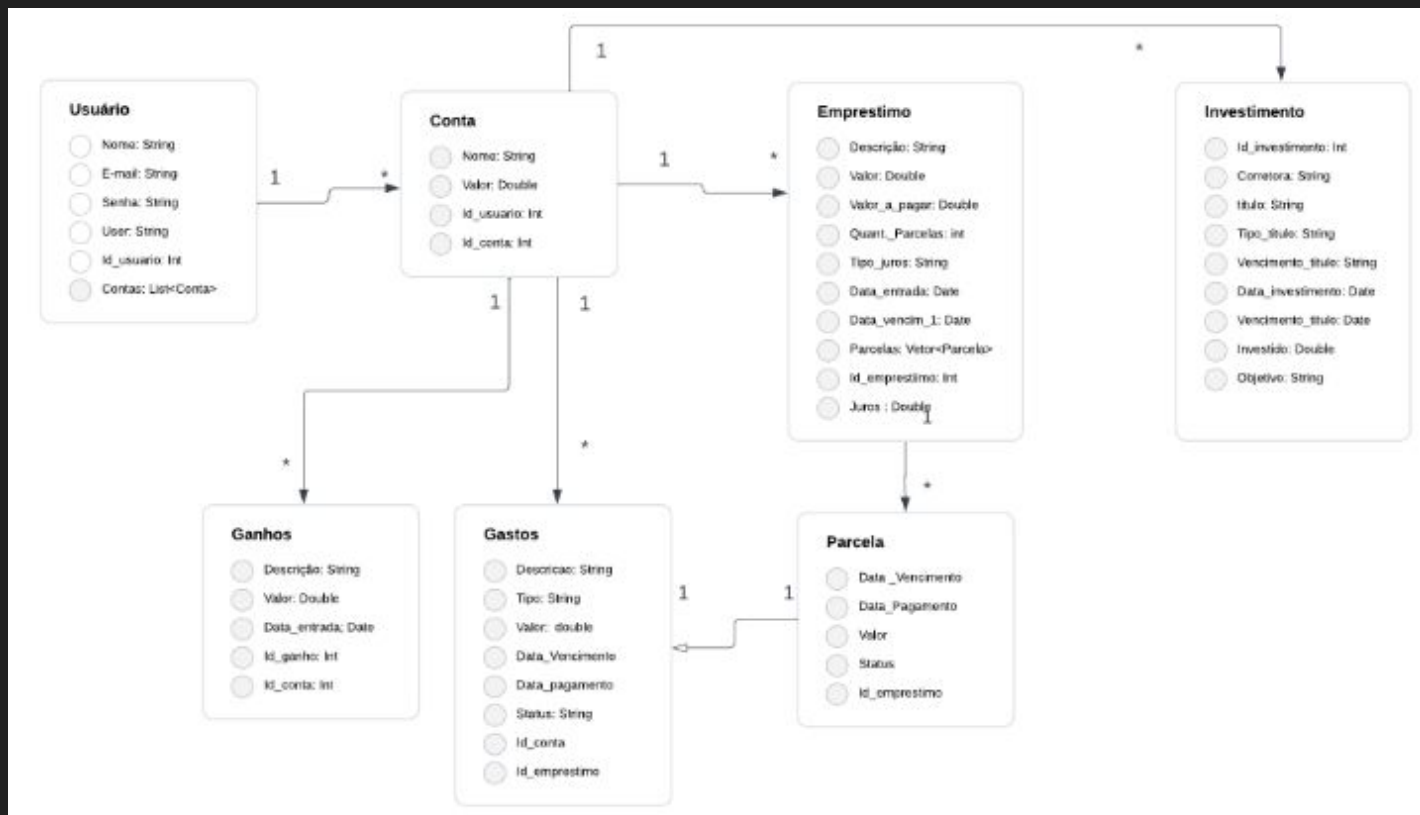 Usuário
Nome: String
E-mail: String
Senha: String
User: String
Id_usuario: Int
Contas: List<Conta>
1
*
Conta
Nome: String
Valor: Double
Id_usuario: Int
Id_conta: Int
1
*
1
*
Emprestimo
Descrição: String
Valor: Double
Valor_a_pagar: Double
Quant._Parcelas: int
Tipo_juros: String
Data_entrada: Date
Data_vencim_1: Date
Parcelas: Vetor<Parcela>
Id_emprestimo: Int
Juros : Double
1
*
Investimento
Id_investimento: Int
Corretora: String
titulo: String
Tipo_titulo: String
Vencimento_titulo: String
Data_investimento: Date
Vencimento_titulo: Date
Investido: Double
Objetivo: String
1
*
1
*
Ganhos
Descrição: String
Valor: Double
Data_entrada: Date
Id_ganho: Int
Id_conta: Int
Gastos
Descricao: String
Tipo: String
Valor: double
Data_Vencimento
Data_pagamento
Status: String
Id_conta
Id_emprestimo
1
1
Parcela
Data _Vencimento
Data_Pagamento
Valor
Status
Id_emprestimo